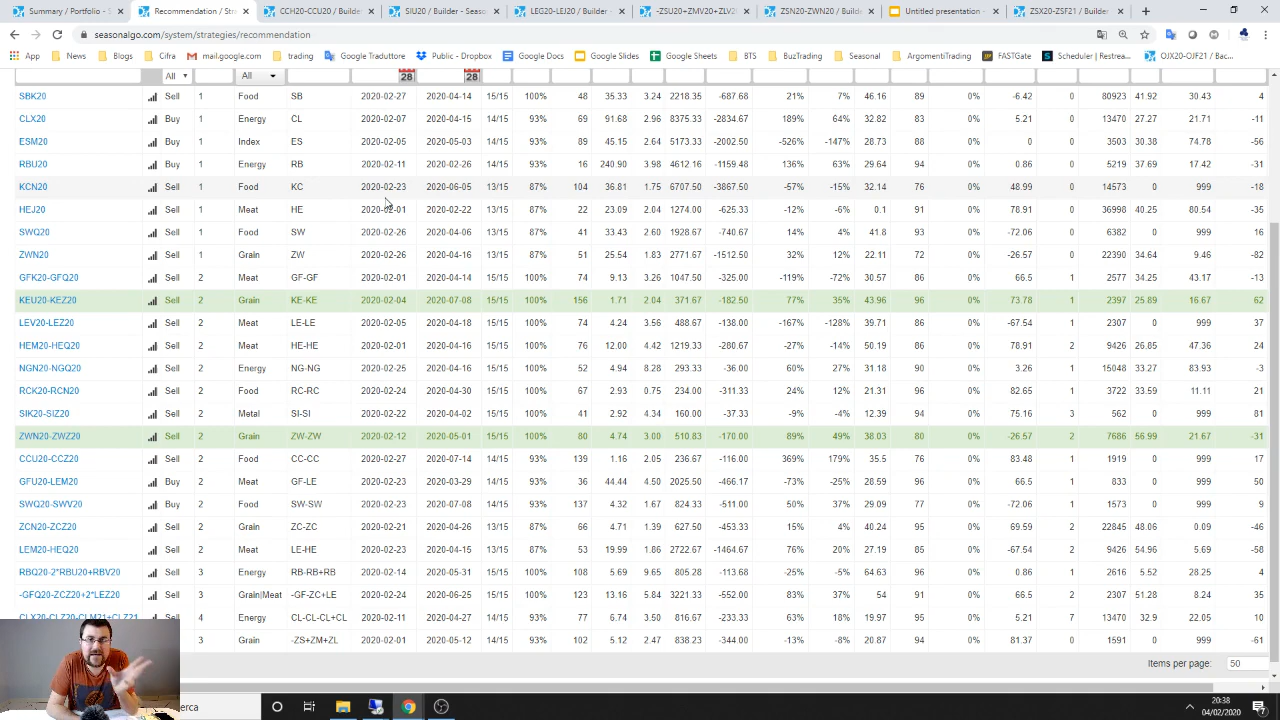 Summary Portfolio - S
Recommendation / Str
CCH20-CCU20 / Builder
SIU20 / Builder - Seaso
LEG20-LEJ20 / Builder -
-ZSU20+ZMV20+ZLV2
ZSN20-ZWN20 / Builde
Untitled presentation -
ZSX20-ZSF21 / Builder
seasonalgo.com/system/strategies/recommendation
App News Blogs Cifra mail.google.com trading Google Traduttore Public - Dropbox Google Docs Google Slides Google Sheets BTS BuzTrading Seasonal ArgomentiTrading FASTGate Scheduler | Restrea... OJX20-OJF21 / Bac...
All All 28 28
SBK20 Sell 1 Food SB 2020-02-27 2020-04-14 15/15 100% 48 35.33 3.24 2218.35 -687.68 21% 7% 46.16 89 0% -6.42 0 80923 41.92 30.43 4
CLX20 Buy 1 Energy CL 2020-02-07 2020-04-15 14/15 93% 69 91.68 2.96 8375.33 -2834.67 189% 64% 32.82 83 0% 5.21 0 13470 27.27 21.71 -11
ESM20 Buy 1 Index ES 2020-02-05 2020-05-03 14/15 93% 89 45.15 2.64 5173.33 -2002.50 -526% -147% 28.73 88 0% 0 0 3503 30.38 74.78 -56
RBU20 Buy 1 Energy RB 2020-02-11 2020-02-26 14/15 93% 16 240.90 3.98 4612.16 -1159.48 136% 63% 29.64 94 0% 0.86 0 5219 37.69 17.42 -31
KCN20 Sell 1 Food KC 2020-02-23 2020-06-05 13/15 87% 104 36.81 1.75 6707.50 -3867.50 -57% -15% 32.14 76 0% 48.99 0 14573 0 999 -18
HEJ20 Sell 1 Meat HE 2020-02-01 2020-02-22 13/15 87% 22 23.09 2.04 1274.00 -625.33 -12% -6% 0.1 91 0% 78.91 0 36998 40.25 80.54 -35
SWQ20 Sell 1 Food SW 2020-02-26 2020-04-06 13/15 87% 41 33.43 2.60 1928.67 -740.67 14% 4% 41.8 93 0% -72.06 0 6382 0 999 16
ZWN20 Sell 1 Grain ZW 2020-02-26 2020-04-16 13/15 87% 51 25.54 1.83 2771.67 -1512.50 32% 12% 22.11 72 0% -26.57 0 22390 34.64 9.46 -82
GFK20-GFQ20 Sell 2 Meat GF-GF 2020-02-01 2020-04-14 15/15 100% 74 9.13 3.26 1047.50 -325.00 -119% -72% 30.57 86 0% 66.5 1 2577 34.25 43.17 -13
KEU20-KEZ20 Sell 2 Grain KE-KE 2020-02-04 2020-07-08 15/15 100% 156 1.71 2.04 371.67 -182.50 77% 35% 43.96 96 0% 73.78 1 2397 25.89 16.67 62
LEV20-LEZ20 Sell 2 Meat LE-LE 2020-02-05 2020-04-18 15/15 100% 74 4.24 3.56 488.67 -138.00 -167% -128% 39.71 86 0% -67.54 1 2307 0 999 37
HEM20-HEQ20 Sell 2 Meat HE-HE 2020-02-01 2020-04-16 15/15 100% 76 12.00 4.42 1219.33 -280.67 -27% -14% 50.19 86 0% 78.91 2 9426 26.85 47.36 24
NGN20-NGQ20 Sell 2 Energy NG-NG 2020-02-25 2020-04-16 15/15 100% 52 4.94 8.28 293.33 -36.00 60% 27% 31.18 90 0% 3.26 1 15048 33.27 83.93 -3
RCK20-RCN20 Sell 2 Food RC-RC 2020-02-24 2020-04-30 15/15 100% 67 2.93 0.75 234.00 -311.33 24% 12% 21.31 96 0% 82.65 1 3722 33.59 11.11 21
SIK20-SIZ20 Sell 2 Metal SI-SI 2020-02-22 2020-04-02 15/15 100% 41 2.92 4.34 160.00 -37.33 -9% -4% 12.39 94 0% 75.16 3 562 0 999 81
ZWN20-ZWZ20 Sell 2 Grain ZW-ZW 2020-02-12 2020-05-01 15/15 100% 80 4.74 3.00 510.83 -170.00 89% 49% 38.03 80 0% -26.57 2 7686 56.99 21.67 -31
CCU20-CCZ20 Sell 2 Food CC-CC 2020-02-27 2020-07-14 14/15 93% 139 1.16 2.05 236.67 -116.00 369% 179% 35.5 76 0% 83.48 1 1919 0 999 17
GFU20-LEM20 Buy 2 Meat GF-LE 2020-02-23 2020-03-29 14/15 93% 36 44.44 4.50 2025.50 -466.17 -73% -25% 28.59 86 0% 66.5 1 833 0 999 50
SWQ20-SWV20 Buy 2 Food SW-SW 2020-02-23 2020-07-08 14/15 93% 137 4.32 1.67 824.33 -511.00 50% 37% 29.09 77 0% -72.06 1 1573 0 999 9
ZCN20-ZCZ20 Sell 2 Grain ZC-ZC 2020-02-21 2020-04-26 13/15 87% 66 4.71 1.39 627.50 -453.33 15% 4% 40.24 95 0% 69.59 2 22845 48.06 0.09 -46
LEM20-HEQ20 Sell 2 Meat LE-HE 2020-02-23 2020-04-15 13/15 87% 53 19.99 1.86 2722.67 -1464.67 76% 20% 27.19 85 0% -67.54 2 9426 54.96 5.69 -58
RBQ20-2*RBU20+RBV20 Sell 3 Energy RB-RB+RB 2020-02-14 2020-05-31 15/15 100% 108 5.69 9.65 805.28 -113.68 -25% -5% 64.63 96 0% 0.86 1 2616 5.52 28.25 4
-GFQ20-ZCZ20+2*LEZ20 Sell 3 Grain|Meat -GF-ZC+LE 2020-02-24 2020-06-25 15/15 100% 123 13.16 5.84 3221.33 -552.00 83% 37% 54 91 0% 66.5 2 2307 51.28 8.24 35
CLX20-CLZ20-CLM21+CLZ21 Sell 4 Energy CL-CL-CL+CL 2020-02-11 2020-04-27 14/15 93% 77 6.74 3.50 816.67 -233.33 63% 18% 19.97 95 0% 5.21 7 13470 32.9 22.05 10
3 Grain -ZS+ZM+ZL 2020-02-01 2020-05-12 14/15 93% 102 5.12 2.47 838.23 -344.00 -13% -8% 20.87 94 0% 81.37 1 1591 0 999 -61
Items per page: 50
erca
20:38
04/02/2020